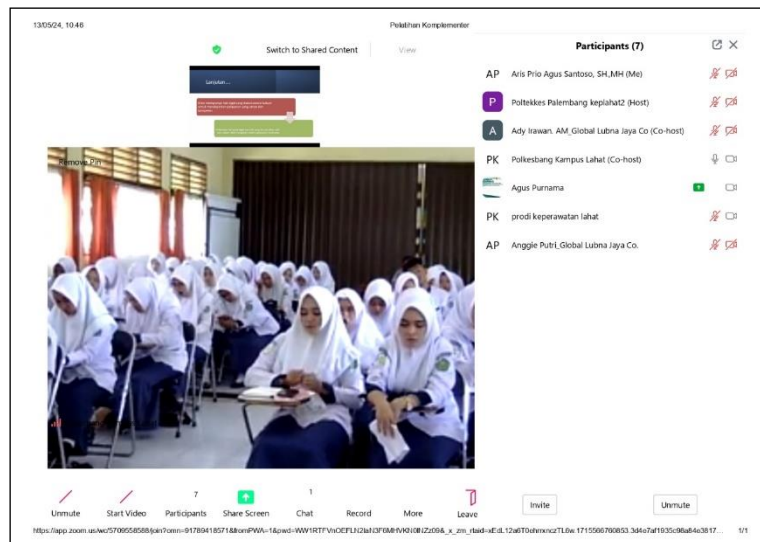 13/05/24, 10.46
Pelatihan Komplementer
Switch to Shared Content
View
Lanjutan ...
Remove Pin
Participants (7)
AP Aris Prio Agus Santoso, SH.,MH (Me)
P Poltekkes Palembang keplahat2 (Host)
A Ady Irawan. AM_Global Lubna Jaya Co (Co-host)
PK Polkesbang Kampus Lahat (Co-host)
Agus Purnama
PK prodi keperawatan lahat
AP Anggie Putri_Global Lubna Jaya Co.
7
1
Unmute
Start Video
Participants
Share Screen
Chat
Record
More
Leave
Invite
Unmute
1/1